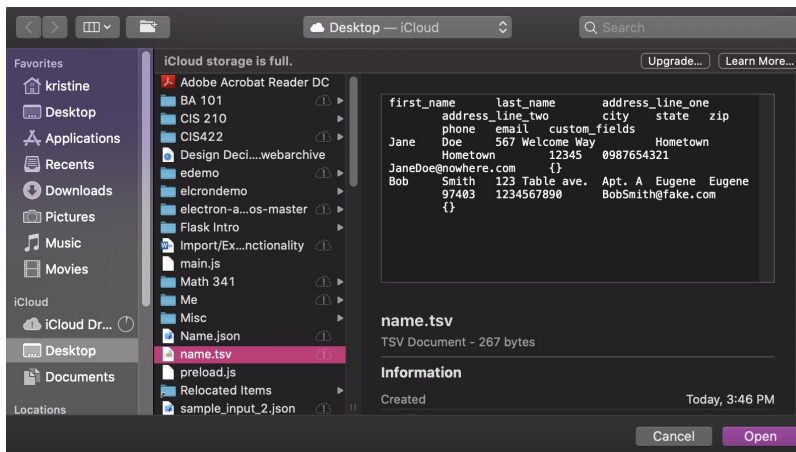 Desktop — iCloud
Search
Favorites
kristine
Desktop
Applications
Recents
Downloads
Pictures
Music
Movies
iCloud
iCloud Dr...
Desktop
Documents
Locations
iCloud storage is full.
Upgrade...
Learn More...
Adobe Acrobat Reader DC
BA 101
CIS 210
CIS422
Design Deci....webarchive
edemo
elcrondemo
electron-a...os-master
Flask Intro
Import/Ex...nctionality
main.js
Math 341
Me
Misc
Name.json
name.tsv
preload.js
Relocated Items
sample_input_2.json
first_name last_name address_line_one
address_line_two city state zip
phone email custom_fields
Jane Doe 567 Welcome Way Hometown
Hometown 12345 0987654321
JaneDoe@nowhere.com {}
Bob Smith 123 Table ave. Apt. A Eugene Eugene
97403 1234567890 BobSmith@fake.com
{}
name.tsv
TSV Document - 267 bytes
Information
Created Today, 3:46 PM
Cancel
Open